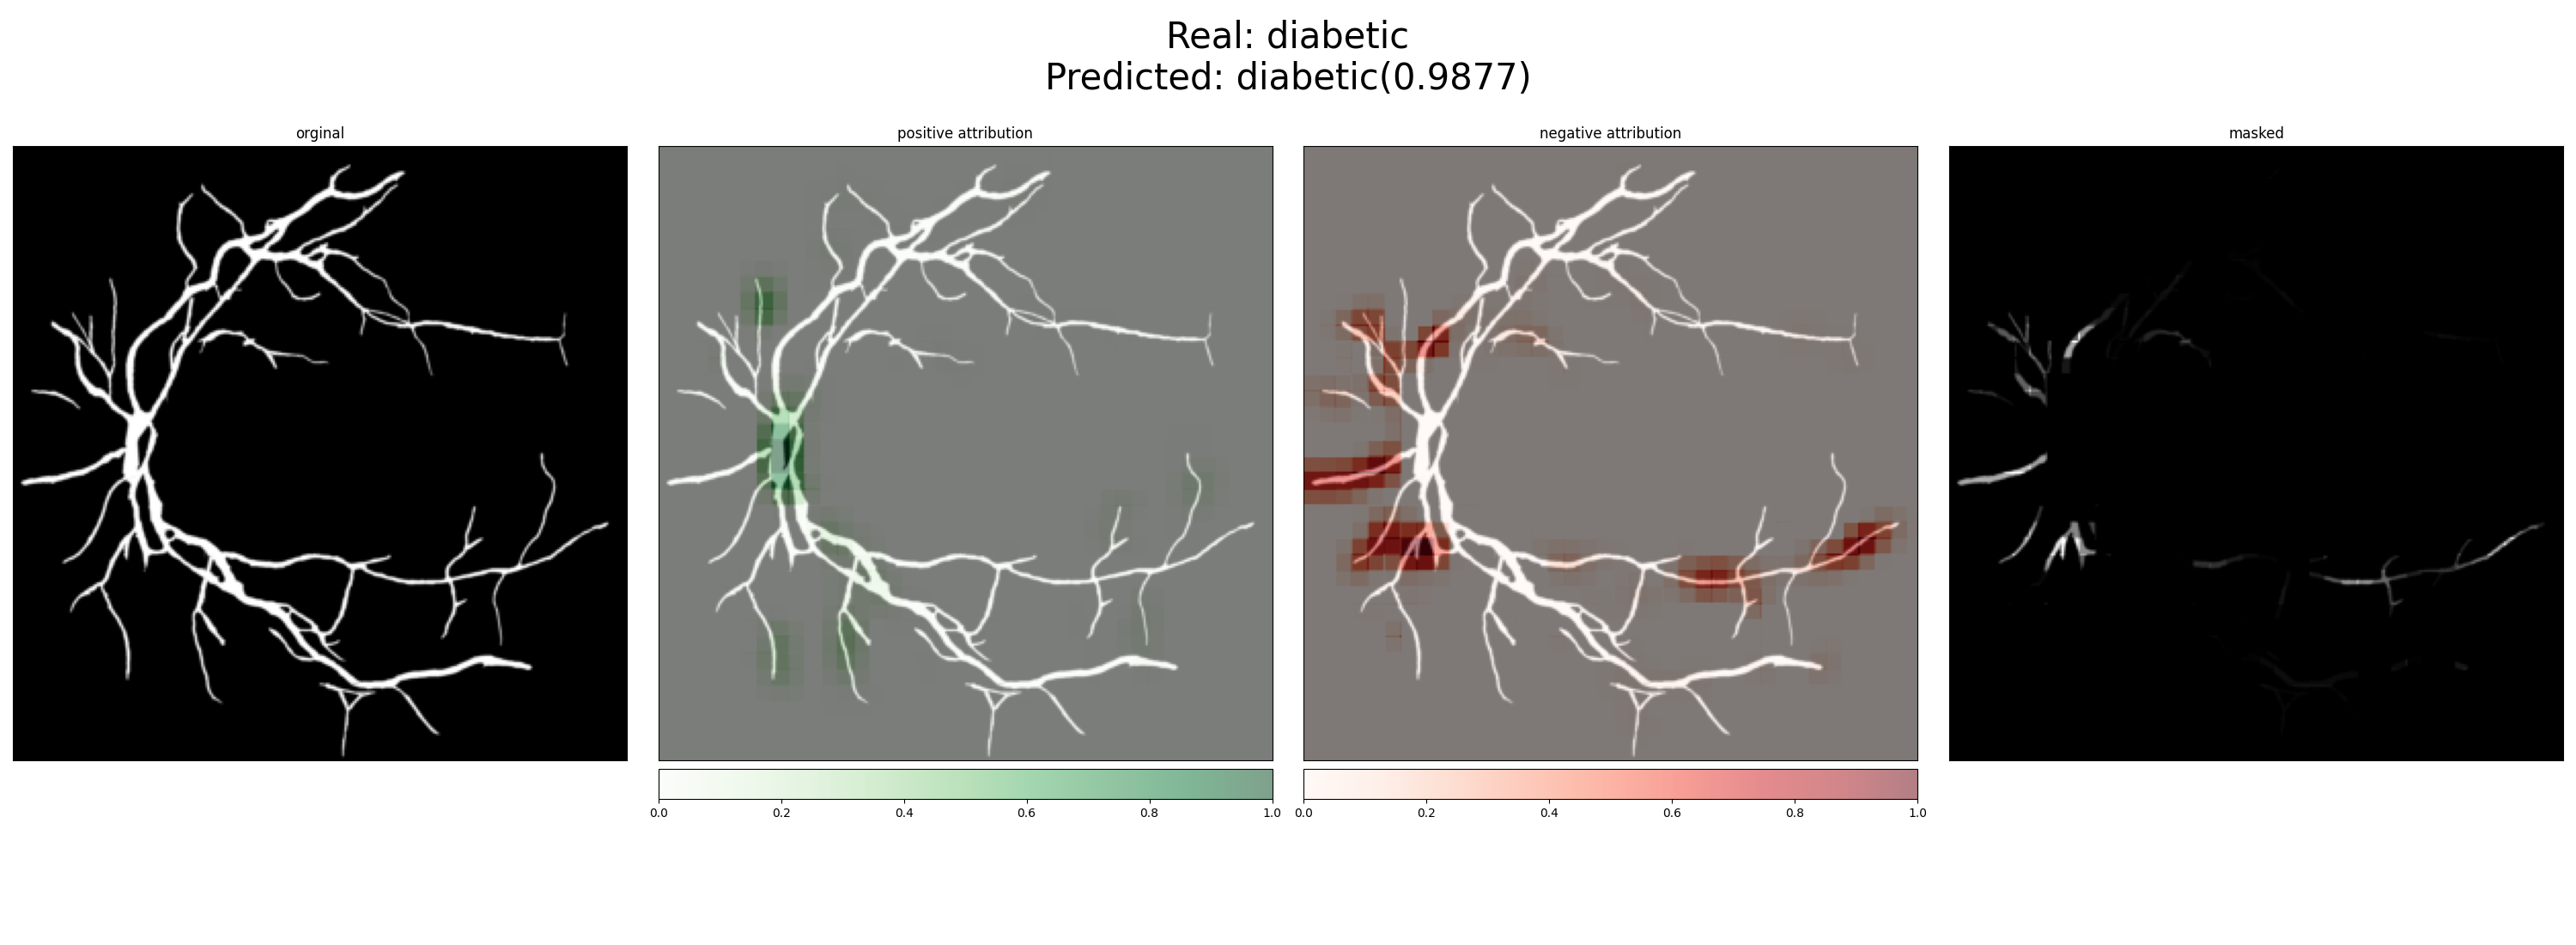 Real: diabetic
Predicted: diabetic(0.9877)
orginal
positive attribution
negative attribution
masked
0.0 0.2 0.4 0.6 0.8 1.0
0.0 0.2 0.4 0.6 0.8 1.0